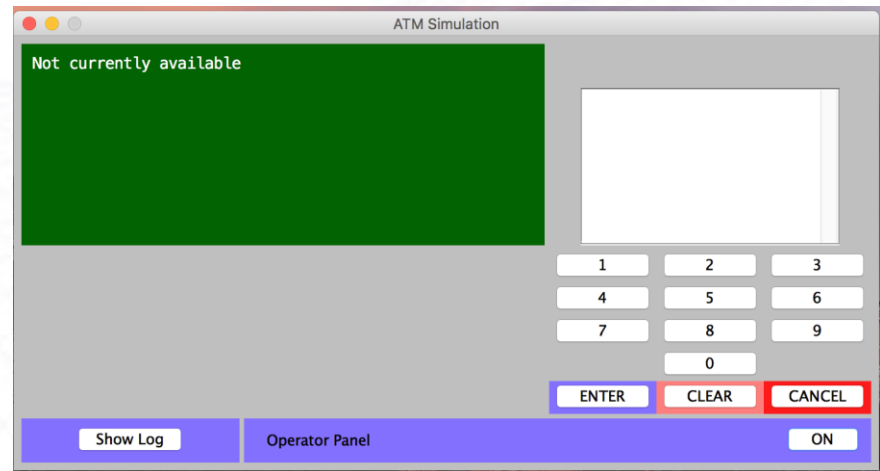 ATM Simulation
Not currently available
1 2 3
4 5 6
7 8 9
0
ENTER CLEAR CANCEL
Show Log Operator Panel ON